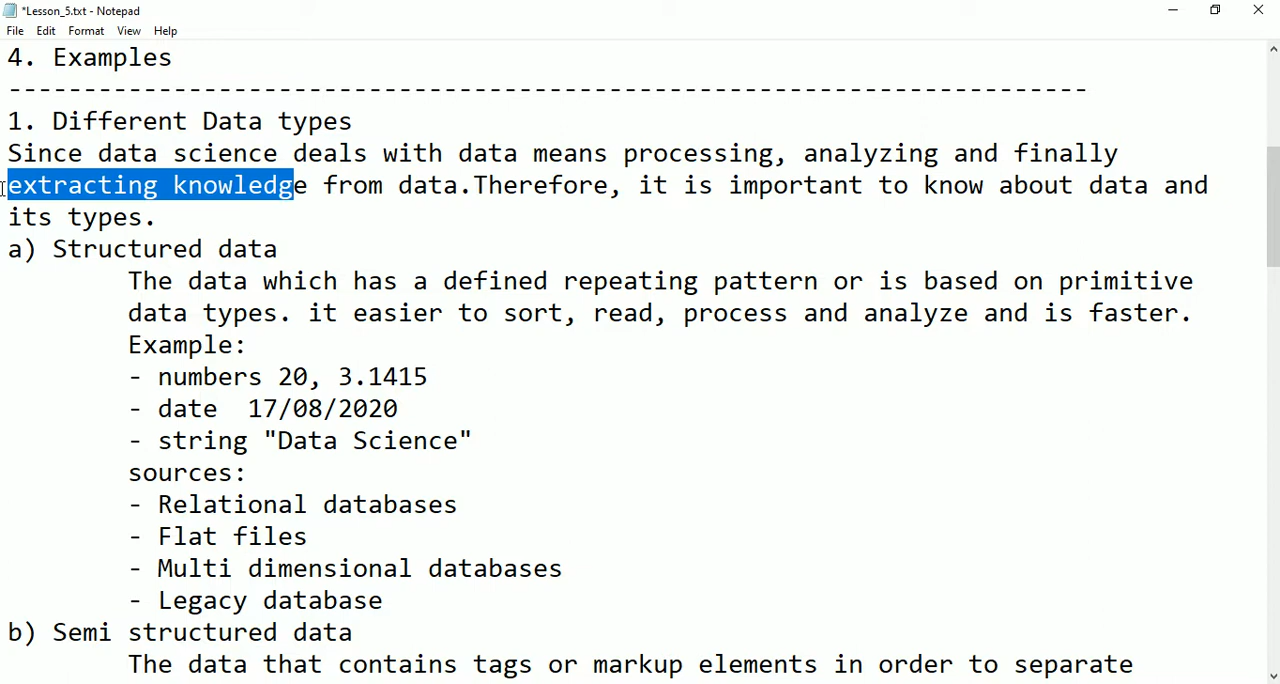 *Lesson_5.txt - Notepad
File Edit Format View Help
4. Examples
------------------------------------------------------------------------
1. Different Data types
Since data science deals with data means processing, analyzing and finally
extracting knowledge from data.Therefore, it is important to know about data and
its types.
a) Structured data
The data which has a defined repeating pattern or is based on primitive
data types. it easier to sort, read, process and analyze and is faster.
Example:
- numbers 20, 3.1415
- date  17/08/2020
- string "Data Science"
sources:
- Relational databases
- Flat files
- Multi dimensional databases
- Legacy database
b) Semi structured data
The data that contains tags or markup elements in order to separate